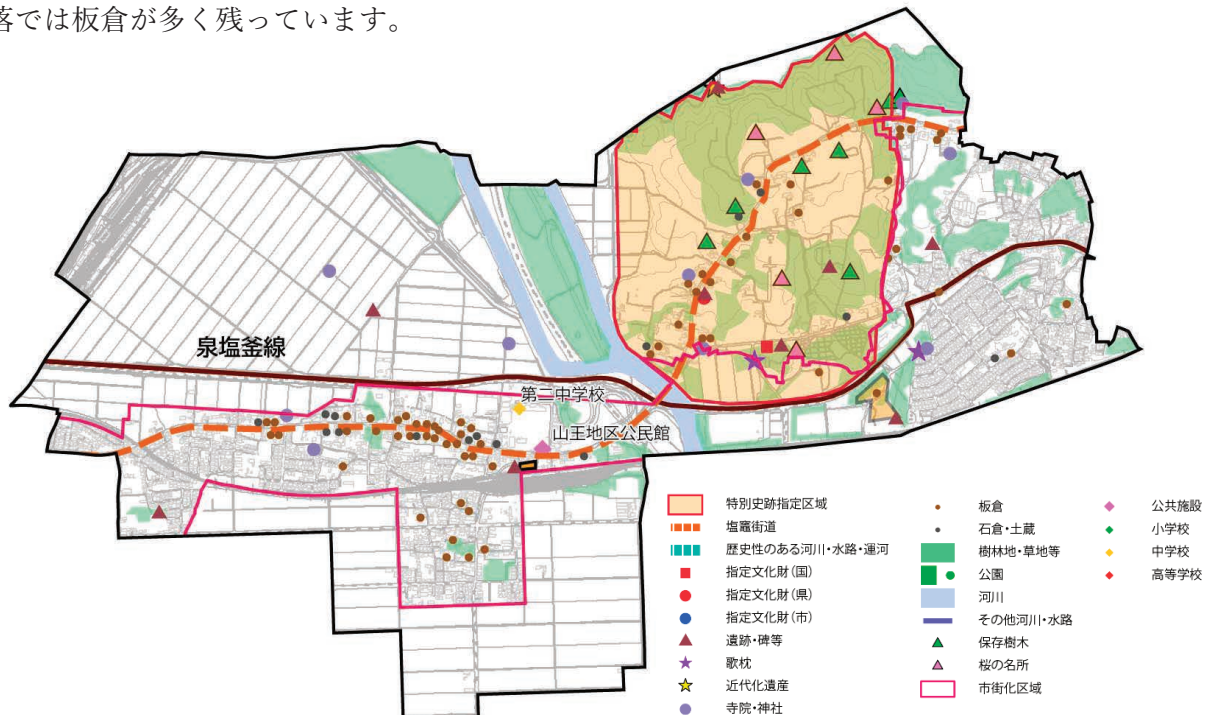 落では板倉が多く残っています。
泉塩釜線
第二中学校
山王地区公民館
特別史跡指定区域
塩竈街道
歴史性のある河川・水路・運河
指定文化財(国)
指定文化財(県)
指定文化財(市)
遺跡・碑等
歌枕
近代化遺産
寺院・神社
板倉
石倉・土蔵
樹林地・草地等
公園
河川
その他河川・水路
保存樹木
桜の名所
市街化区域
公共施設
小学校
中学校
高等学校